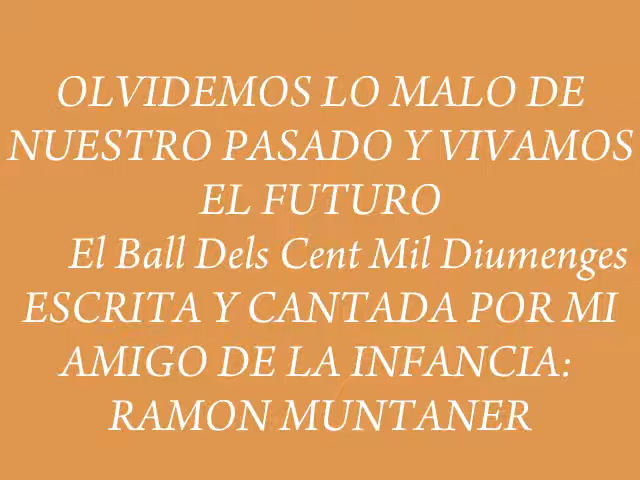 OLVIDEMOS LO MALO DE
NUESTRO PASADO Y VIVAMOS
EL FUTURO
El Ball Dels Cent Mil Diumenges
ESCRITA Y CANTADA POR MI
AMIGO DE LA INFANCIA:
RAMON MUNTANER